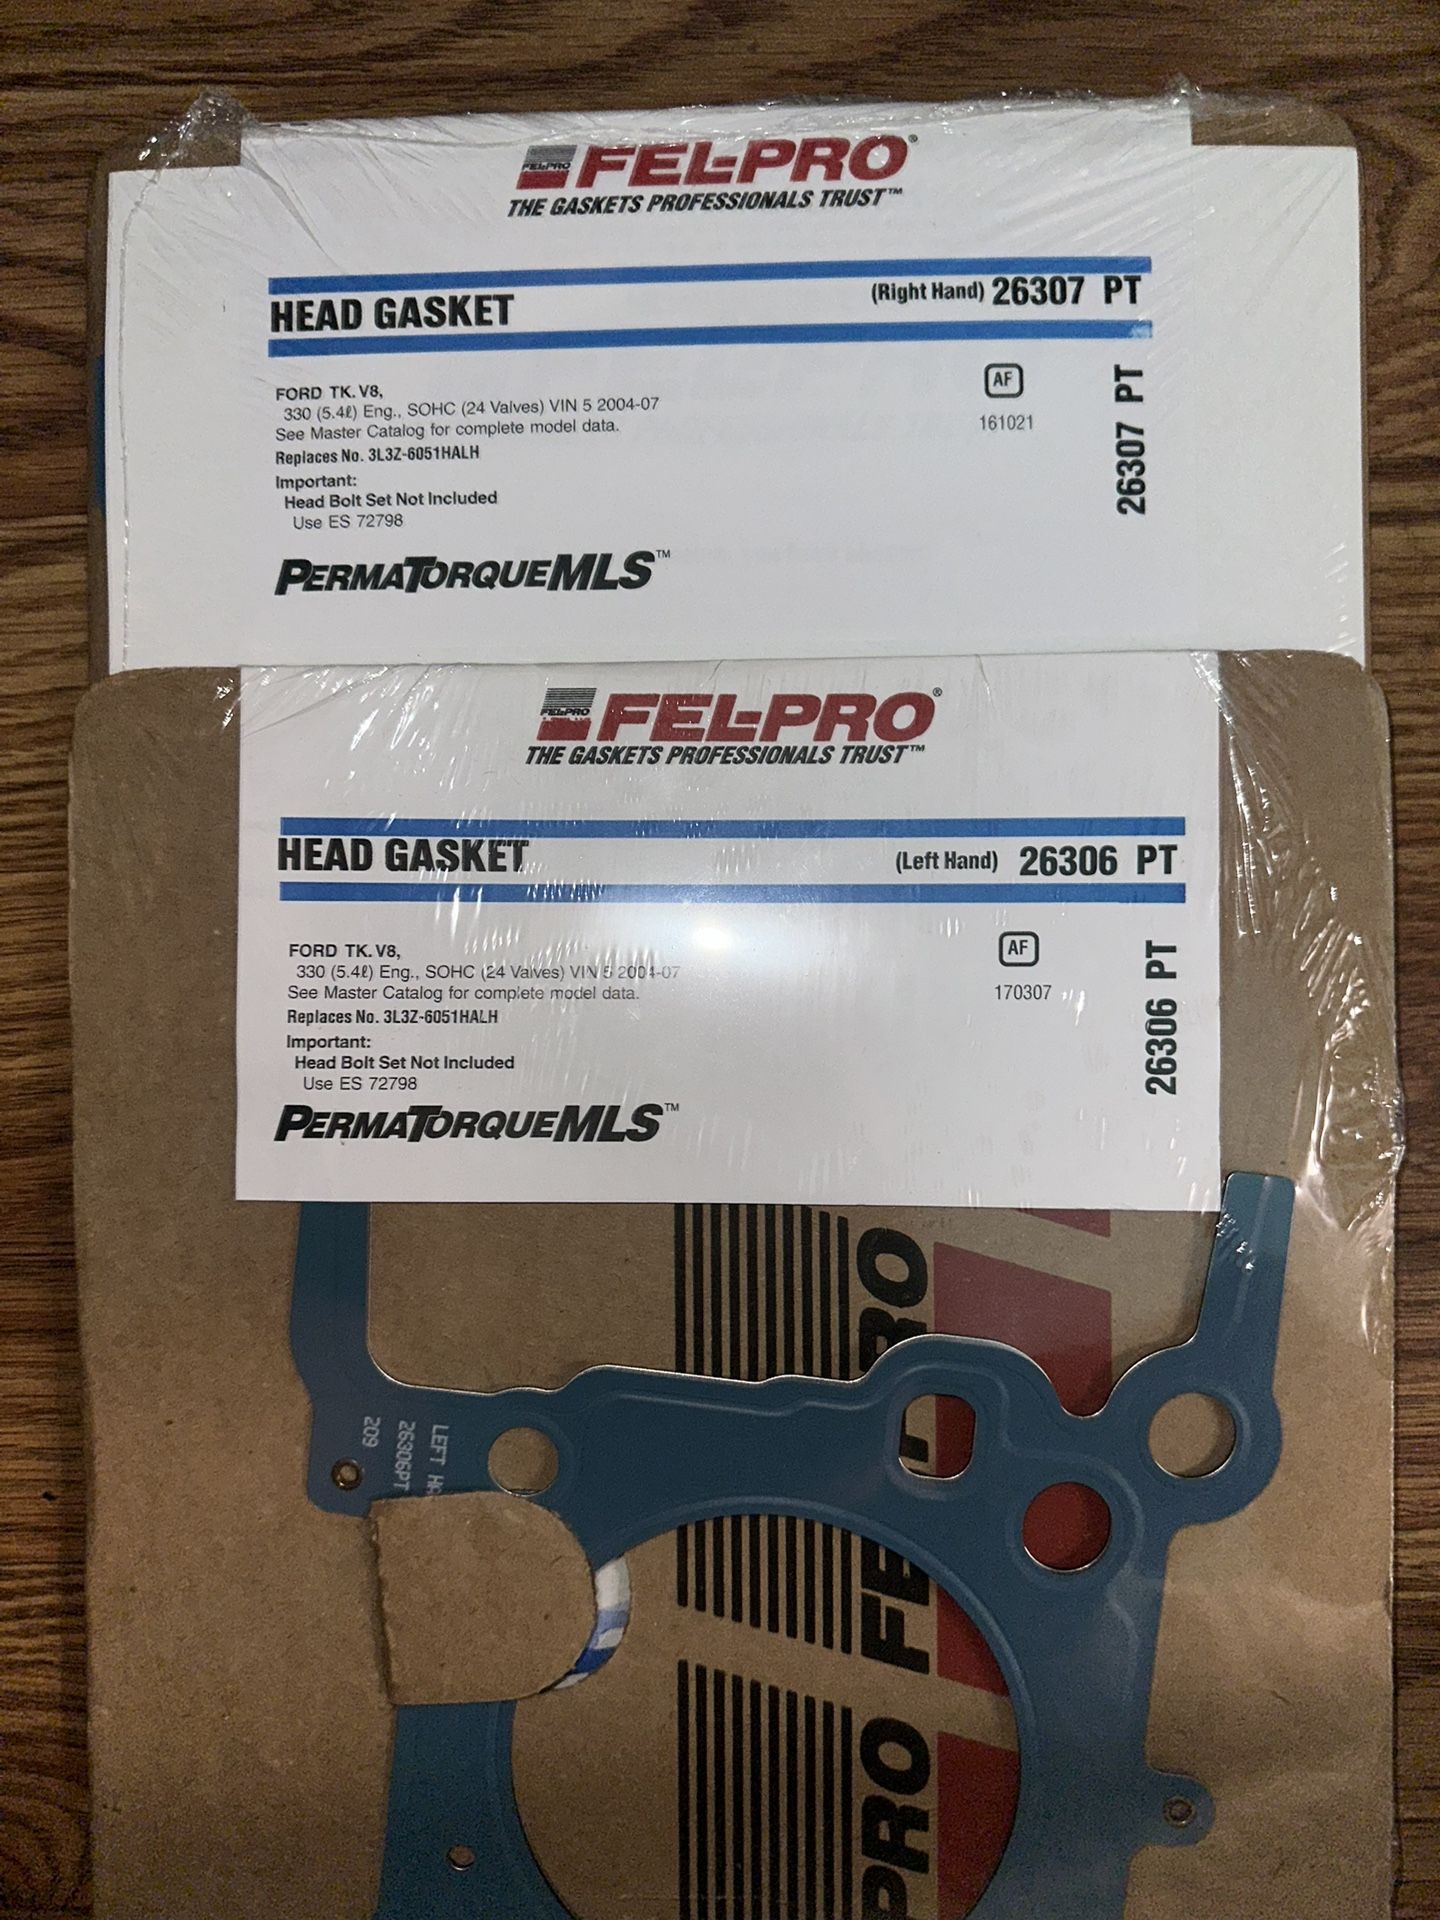 FEL-PRO
FEL-PRO®
THE GASKETS PROFESSIONALS TRUST™
HEAD GASKET
(Right Hand) 26307 PT
FORD TK. V8,
330 (5.4ℓ) Eng., SOHC (24 Valves) VIN 5 2004-07
See Master Catalog for complete model data.
Replaces No. 3L3Z-6051HALH
Important:
Head Bolt Set Not Included
Use ES 72798
AF
161021
26307 PT
PERMATORQUEMLS™
FEL-PRO
FEL-PRO®
THE GASKETS PROFESSIONALS TRUST™
HEAD GASKET
(Left Hand) 26306 PT
FORD TK. V8,
330 (5.4ℓ) Eng., SOHC (24 Valves) VIN 5 2004-07
See Master Catalog for complete model data.
Replaces No. 3L3Z-6051HALH
Important:
Head Bolt Set Not Included
Use ES 72798
AF
170307
26306 PT
PERMATORQUEMLS™
LEFT HA
26306PT
209
RO
FE
RO
PRO